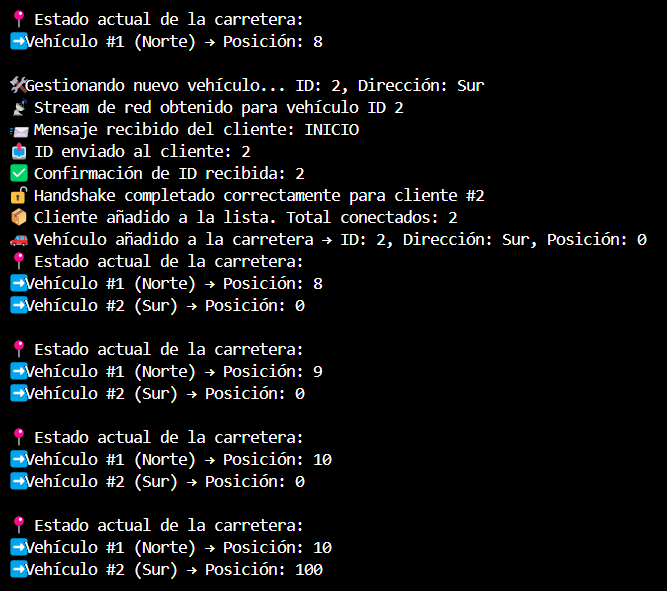 📍 Estado actual de la carretera:
➡️Vehículo #1 (Norte) → Posición: 8
🛠️Gestionando nuevo vehículo... ID: 2, Dirección: Sur
📡 Stream de red obtenido para vehículo ID 2
📨 Mensaje recibido del cliente: INICIO
📤 ID enviado al cliente: 2
✅ Confirmación de ID recibida: 2
🔓 Handshake completado correctamente para cliente #2
📦 Cliente añadido a la lista. Total conectados: 2
🚗 Vehículo añadido a la carretera → ID: 2, Dirección: Sur, Posición: 0
📍 Estado actual de la carretera:
➡️Vehículo #1 (Norte) → Posición: 8
➡️Vehículo #2 (Sur) → Posición: 0
📍 Estado actual de la carretera:
➡️Vehículo #1 (Norte) → Posición: 9
➡️Vehículo #2 (Sur) → Posición: 0
📍 Estado actual de la carretera:
➡️Vehículo #1 (Norte) → Posición: 10
➡️Vehículo #2 (Sur) → Posición: 0
📍 Estado actual de la carretera:
➡️Vehículo #1 (Norte) → Posición: 10
➡️Vehículo #2 (Sur) → Posición: 100